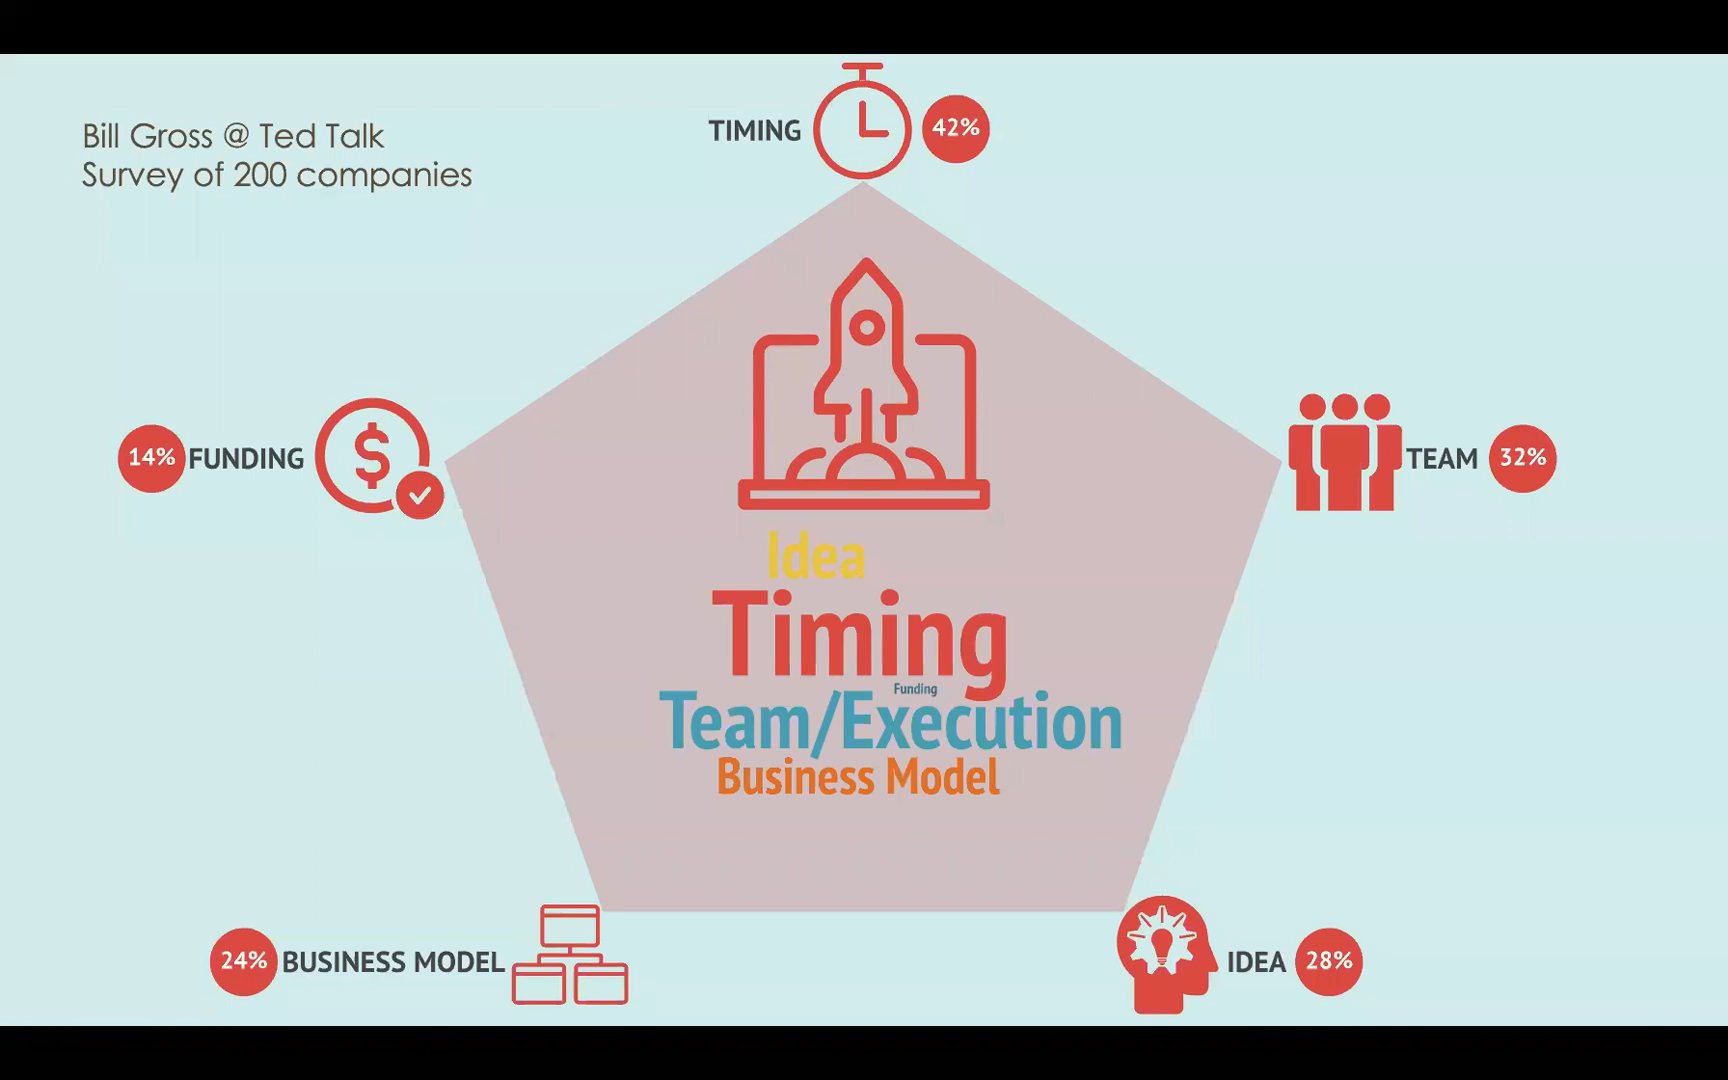 Bill Gross @ Ted Talk
Survey of 200 companies
TIMING
42%
14%
FUNDING
TEAM
32%
Idea
Timing
Funding
Team/Execution
Business Model
24%
BUSINESS MODEL
IDEA
28%